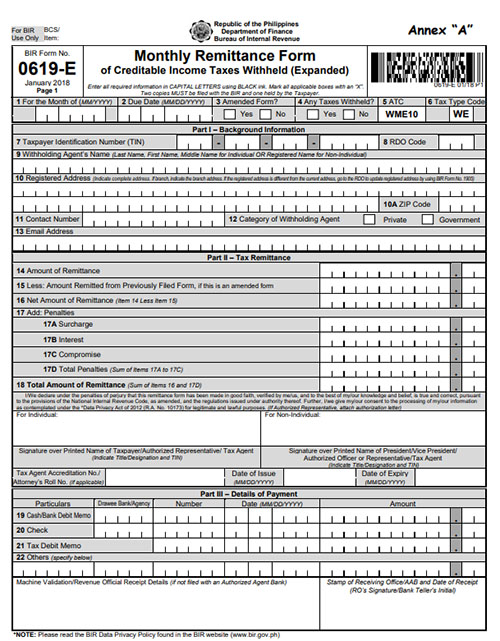 Republic of the Philippines
Department of Finance
Bureau of Internal Revenue
For BIR Use Only
BCS/ Item:
Annex “A”
BIR Form No.
0619-E
January 2018
Page 1
Monthly Remittance Form
of Creditable Income Taxes Withheld (Expanded)
Enter all required information in CAPITAL LETTERS using BLACK ink. Mark all applicable boxes with an “X”.
Two copies MUST be filed with the BIR and one held by the Taxpayer.
0619-E 01/18 P1
1 For the Month of (MM/YYYY)
2 Due Date (MM/DD/YYYY)
3 Amended Form?
Yes No
4 Any Taxes Withheld?
Yes No
5 ATC
WME10
6 Tax Type Code
WE
Part I – Background Information
7 Taxpayer Identification Number (TIN) - - -
8 RDO Code
9 Withholding Agent’s Name (Last Name, First Name, Middle Name for Individual OR Registered Name for Non-Individual)
10 Registered Address (Indicate complete address. If branch, indicate the branch address. If the registered address is different from the current address, go to the RDO to update registered address by using BIR Form No. 1905)
10A ZIP Code
11 Contact Number
12 Category of Withholding Agent Private Government
13 Email Address
Part II – Tax Remittance
14 Amount of Remittance
15 Less: Amount Remitted from Previously Filed Form, if this is an amended form
16 Net Amount of Remittance (Item 14 Less Item 15)
17 Add: Penalties
17A Surcharge
17B Interest
17C Compromise
17D Total Penalties (Sum of Items 17A to 17C)
18 Total Amount of Remittance (Sum of Items 16 and 17D)
I/We declare under the penalties of perjury that this remittance form has been made in good faith, verified by me/us, and to the best of my/our knowledge and belief, is true and correct, pursuant
to the provisions of the National Internal Revenue Code, as amended, and the regulations issued under authority thereof. Further, I/we give my/our consent to the processing of my/our information
as contemplated under the *Data Privacy Act of 2012 (R.A. No. 10173) for legitimate and lawful purposes. (If Authorized Representative, attach authorization letter)
For Individual:
For Non-Individual:
Signature over Printed Name of Taxpayer/Authorized Representative/ Tax Agent
(Indicate Title/Designation and TIN)
Signature over Printed Name of President/Vice President/
Authorized Officer or Representative/Tax Agent
(Indicate Title/Designation and TIN)
Tax Agent Accreditation No./
Attorney’s Roll No. (if applicable)
Date of Issue
(MM/DD/YYYY)
Date of Expiry
(MM/DD/YYYY)
Part III – Details of Payment
Particulars Drawee Bank/Agency Number Date (MM/DD/YYYY) Amount
19 Cash/Bank Debit Memo
20 Check
21 Tax Debit Memo
22 Others (specify below)
Machine Validation/Revenue Official Receipt Details (if not filed with an Authorized Agent Bank)
Stamp of Receiving Office/AAB and Date of Receipt
(RO’s Signature/Bank Teller’s Initial)
*NOTE: Please read the BIR Data Privacy Policy found in the BIR website (www.bir.gov.ph)